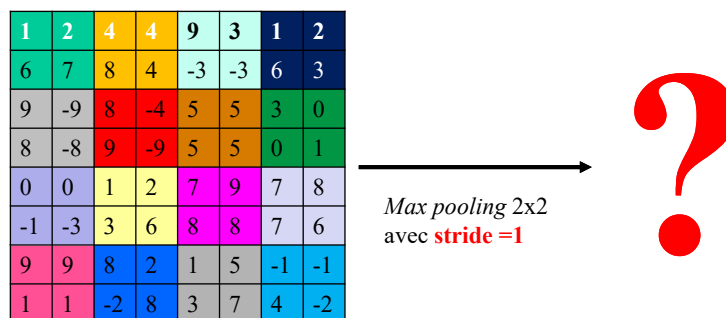 1 2 4 4 9 3 1 2
6 7 8 4 -3 -3 6 3
9 -9 8 -4 5 5 3 0
8 -8 9 -9 5 5 0 1
0 0 1 2 7 9 7 8
-1 -3 3 6 8 8 7 6
9 9 8 2 1 5 -1 -1
1 1 -2 8 3 7 4 -2
Max pooling 2x2
avec stride =1
?